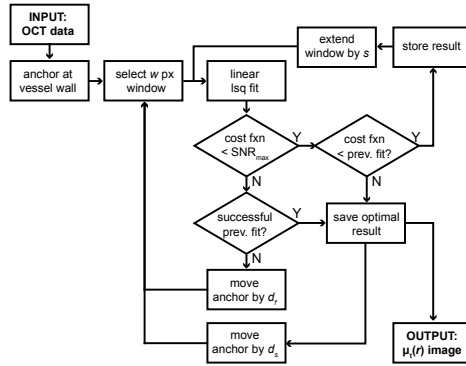 INPUT:
OCT data
anchor at
vessel wall
select w px
window
linear
lsq fit
extend
window by s
store result
cost fxn
< SNRmax
Y
cost fxn
< prev. fit?
Y
N
N
successful
prev. fit?
Y
save optimal
result
N
move
anchor by df
move
anchor by ds
OUTPUT:
μt(r) image